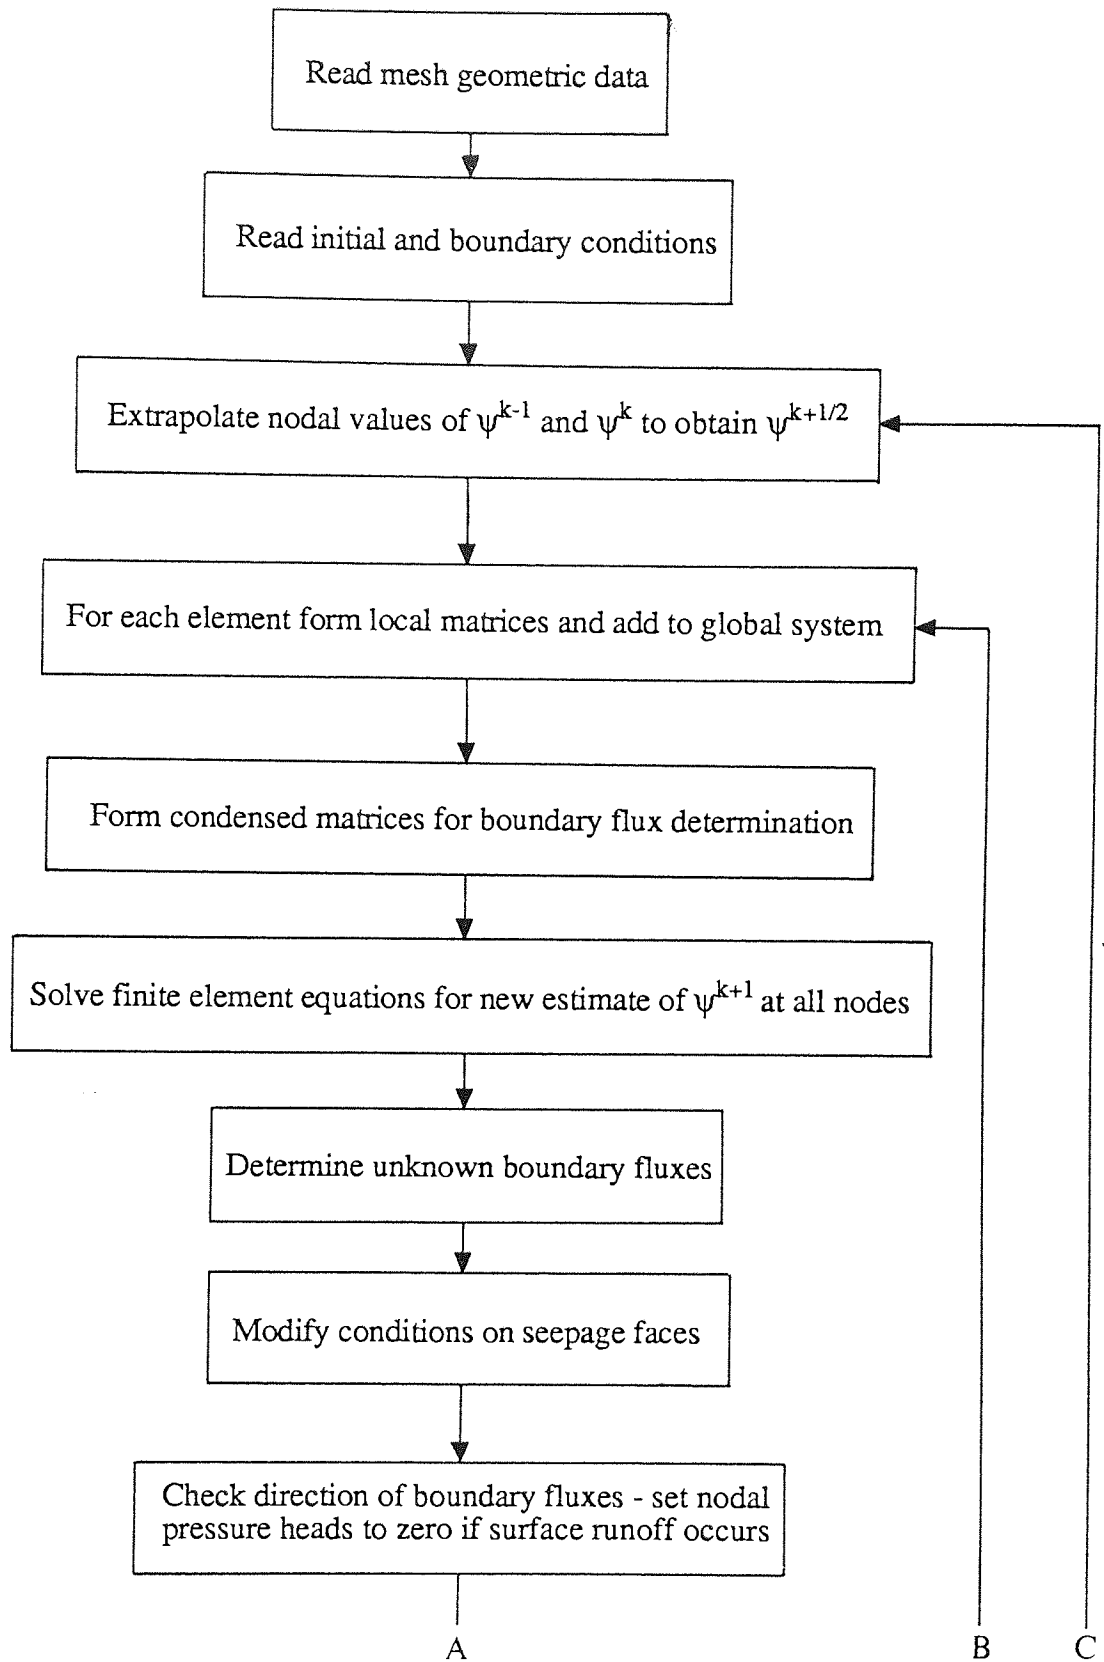 Read mesh geometric data
Read initial and boundary conditions
Extrapolate nodal values of ψ^k-1 and ψ^k to obtain ψ^k+1/2
For each element form local matrices and add to global system
Form condensed matrices for boundary flux determination
Solve finite element equations for new estimate of ψ^k+1 at all nodes
Determine unknown boundary fluxes
Modify conditions on seepage faces
Check direction of boundary fluxes - set nodal
pressure heads to zero if surface runoff occurs
A B C